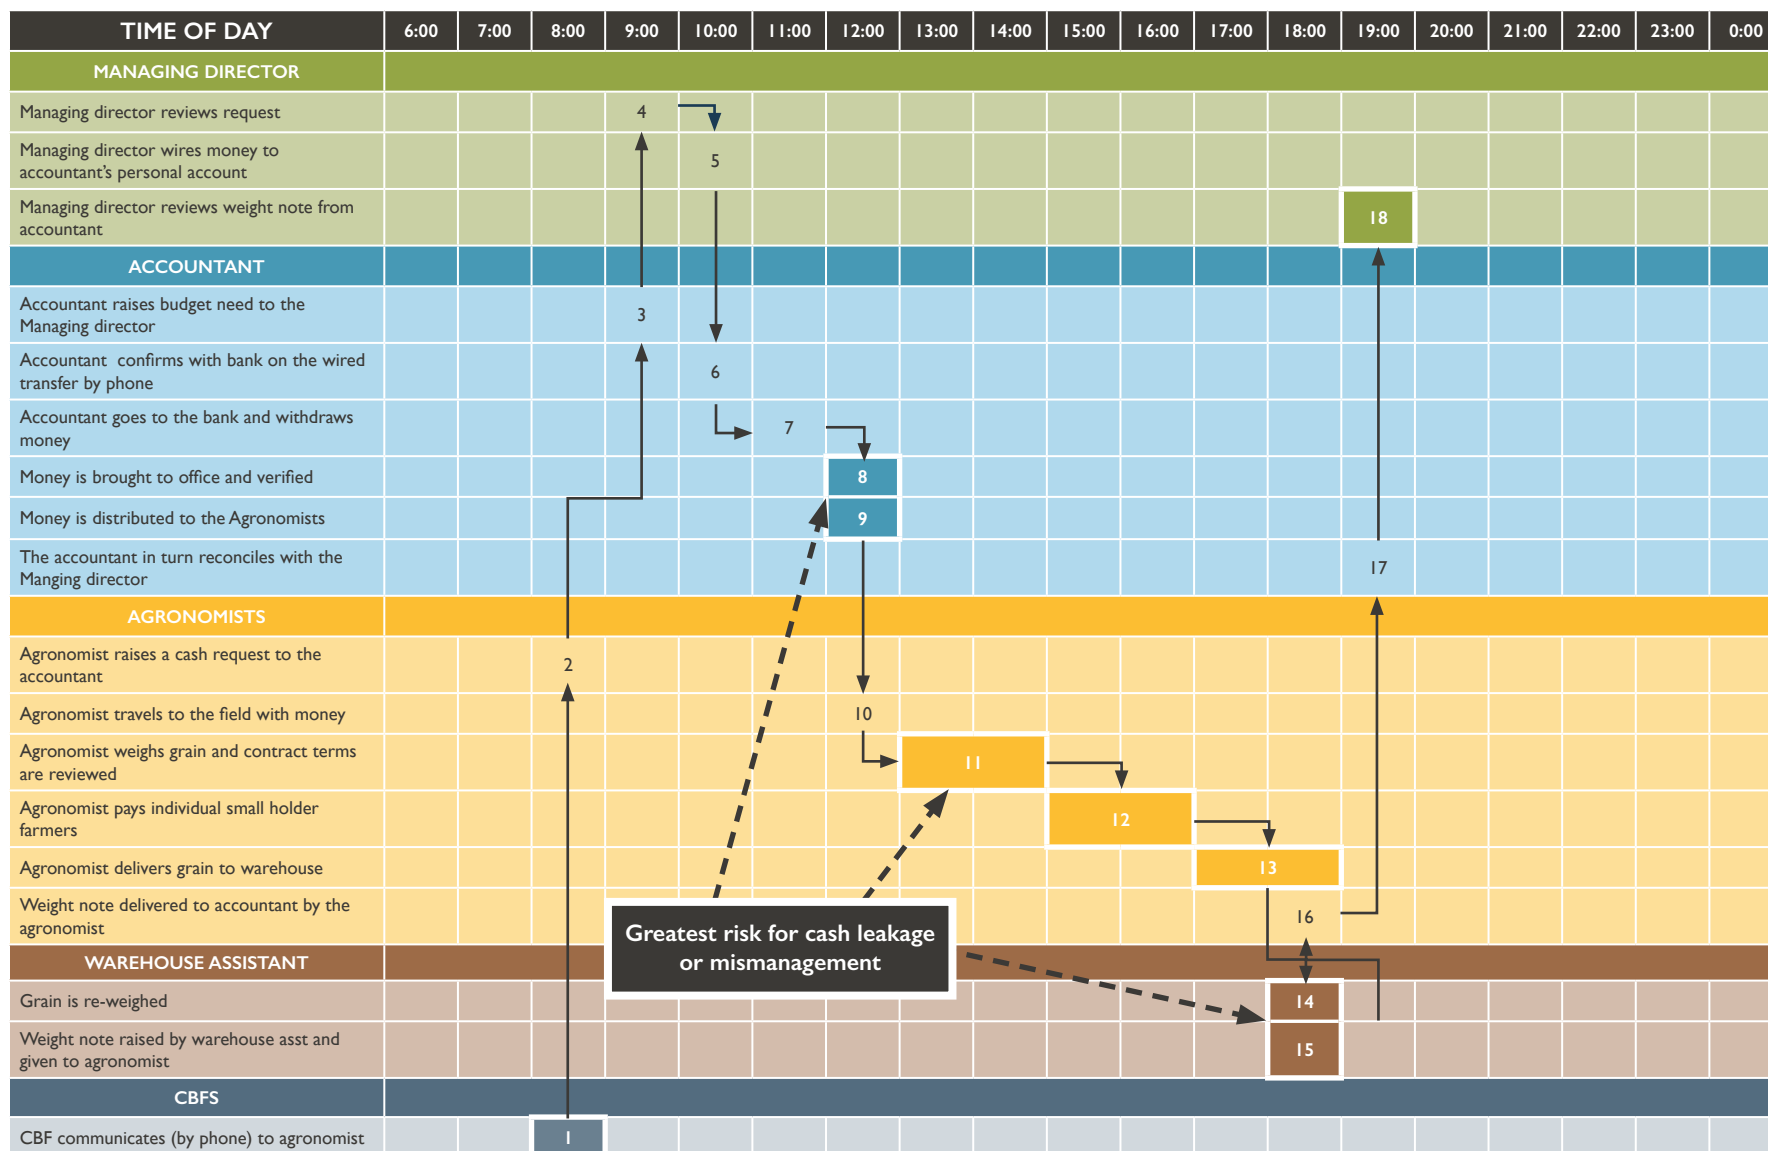 TIME OF DAY 6:00 7:00 8:00 9:00 10:00 11:00 12:00 13:00 14:00 15:00 16:00 17:00 18:00 19:00 20:00 21:00 22:00 23:00 0:00
MANAGING DIRECTOR
Managing director reviews request 4
Managing director wires money to
accountant's personal account 5
Managing director reviews weight note from
accountant 18
ACCOUNTANT
Accountant raises budget need to the
Managing director 3
Accountant confirms with bank on the wired
transfer by phone 6
Accountant goes to the bank and withdraws
money 7
Money is brought to office and verified 8
Money is distributed to the Agronomists 9
The accountant in turn reconciles with the
Manging director 17
AGRONOMISTS
Agronomist raises a cash request to the
accountant 2
Agronomist travels to the field with money 10
Agronomist weighs grain and contract terms
are reviewed 11
Agronomist pays individual small holder
farmers 12
Agronomist delivers grain to warehouse 13
Weight note delivered to accountant by the
agronomist 16
Greatest risk for cash leakage
or mismanagement
WAREHOUSE ASSISTANT
Grain is re-weighed 14
Weight note raised by warehouse asst and
given to agronomist 15
CBFS
CBF communicates (by phone) to agronomist 1